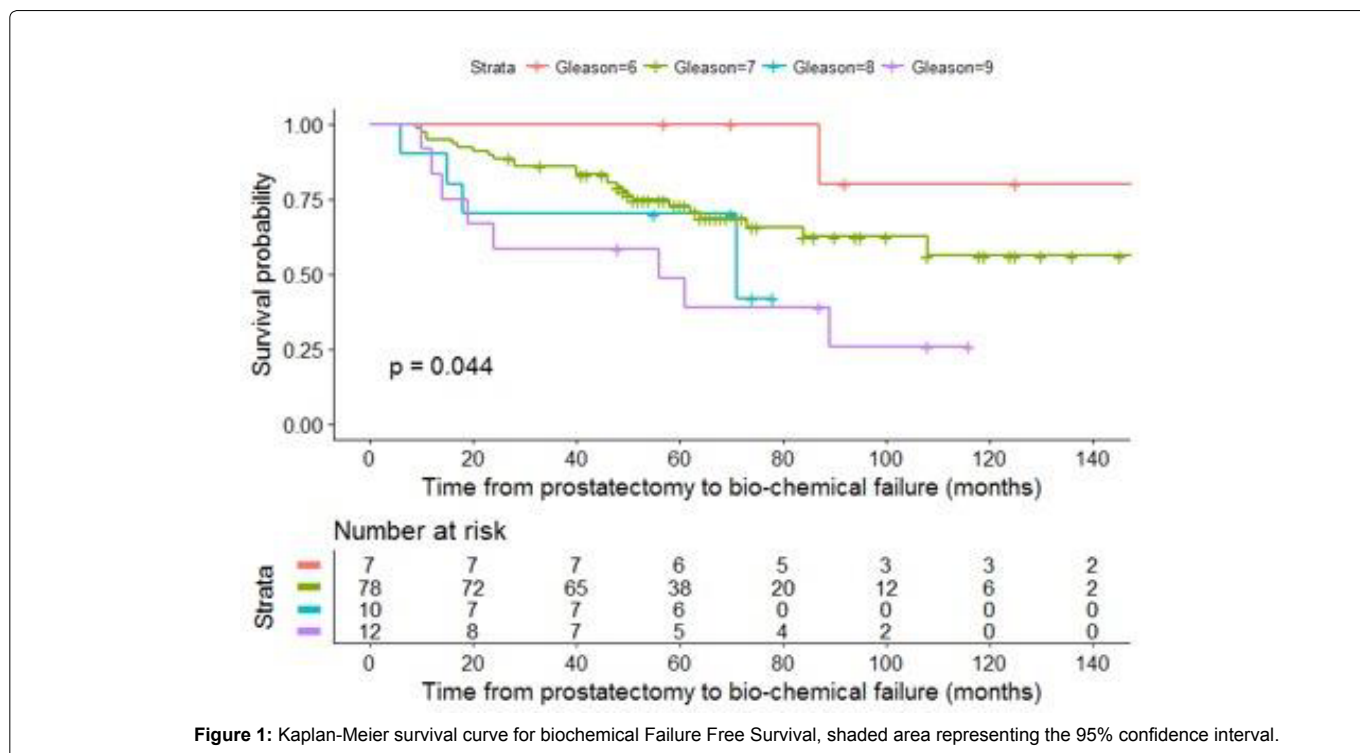 Strata Gleason=6 Gleason=7 Gleason=8 Gleason=9
Survival probability
1.00
0.75
0.50
0.25
0.00
p = 0.044
0 20 40 60 80 100 120 140
Time from prostatectomy to bio-chemical failure (months)
Number at risk
Strata
7 7 7 6 5 3 3 2
78 72 65 38 20 12 6 2
10 7 7 6 0 0 0 0
12 8 7 5 4 2 0 0
0 20 40 60 80 100 120 140
Time from prostatectomy to bio-chemical failure (months)
Figure 1: Kaplan-Meier survival curve for biochemical Failure Free Survival, shaded area representing the 95% confidence interval.